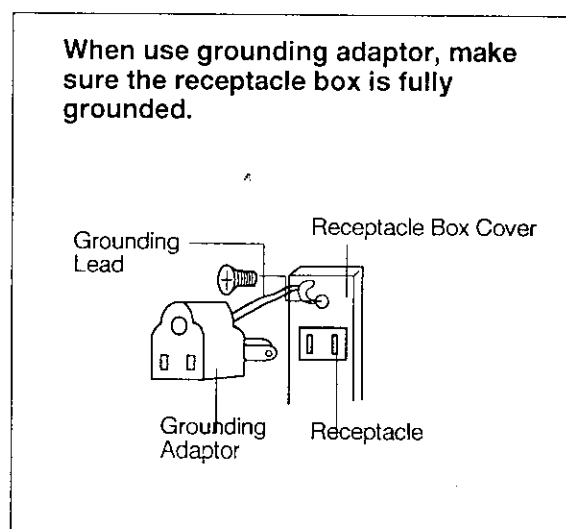 When use grounding adaptor, make
sure the receptacle box is fully
grounded.
Grounding
Lead
Receptacle Box Cover
Grounding
Adaptor
Receptacle